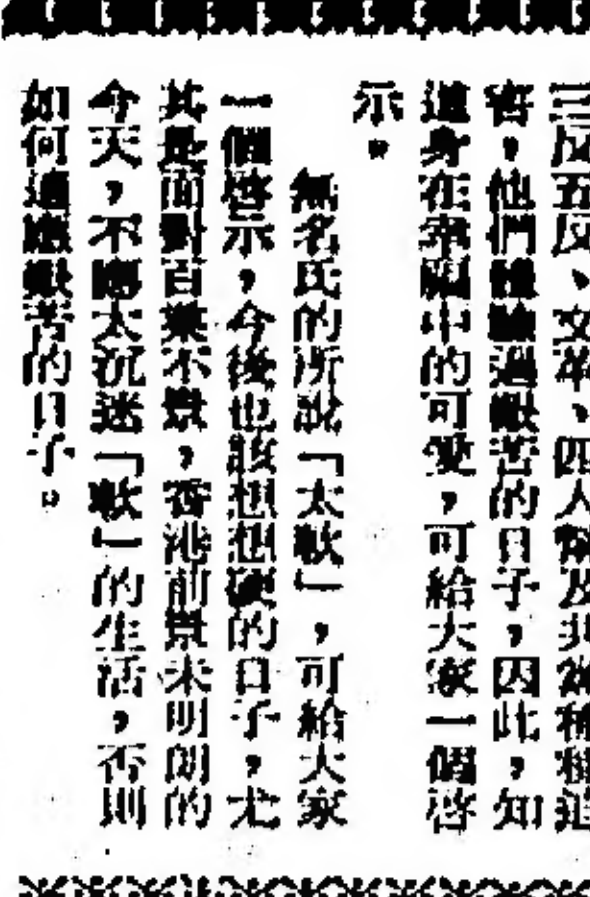 三反五反、文革、四人幫及共黨種種迫
害，他們體驗過艱苦的日子，因此，知
道身在幸福中的可愛，可給大家一個啓
示。
無名氏的所說「太軟」，可給大家
一個啓示，今後也該想想硬的日子，尤
其是面對百業不景，香港前景未明朗的
今天，不應太沉迷「軟」的生活，否則
如何適應艱苦的日子。